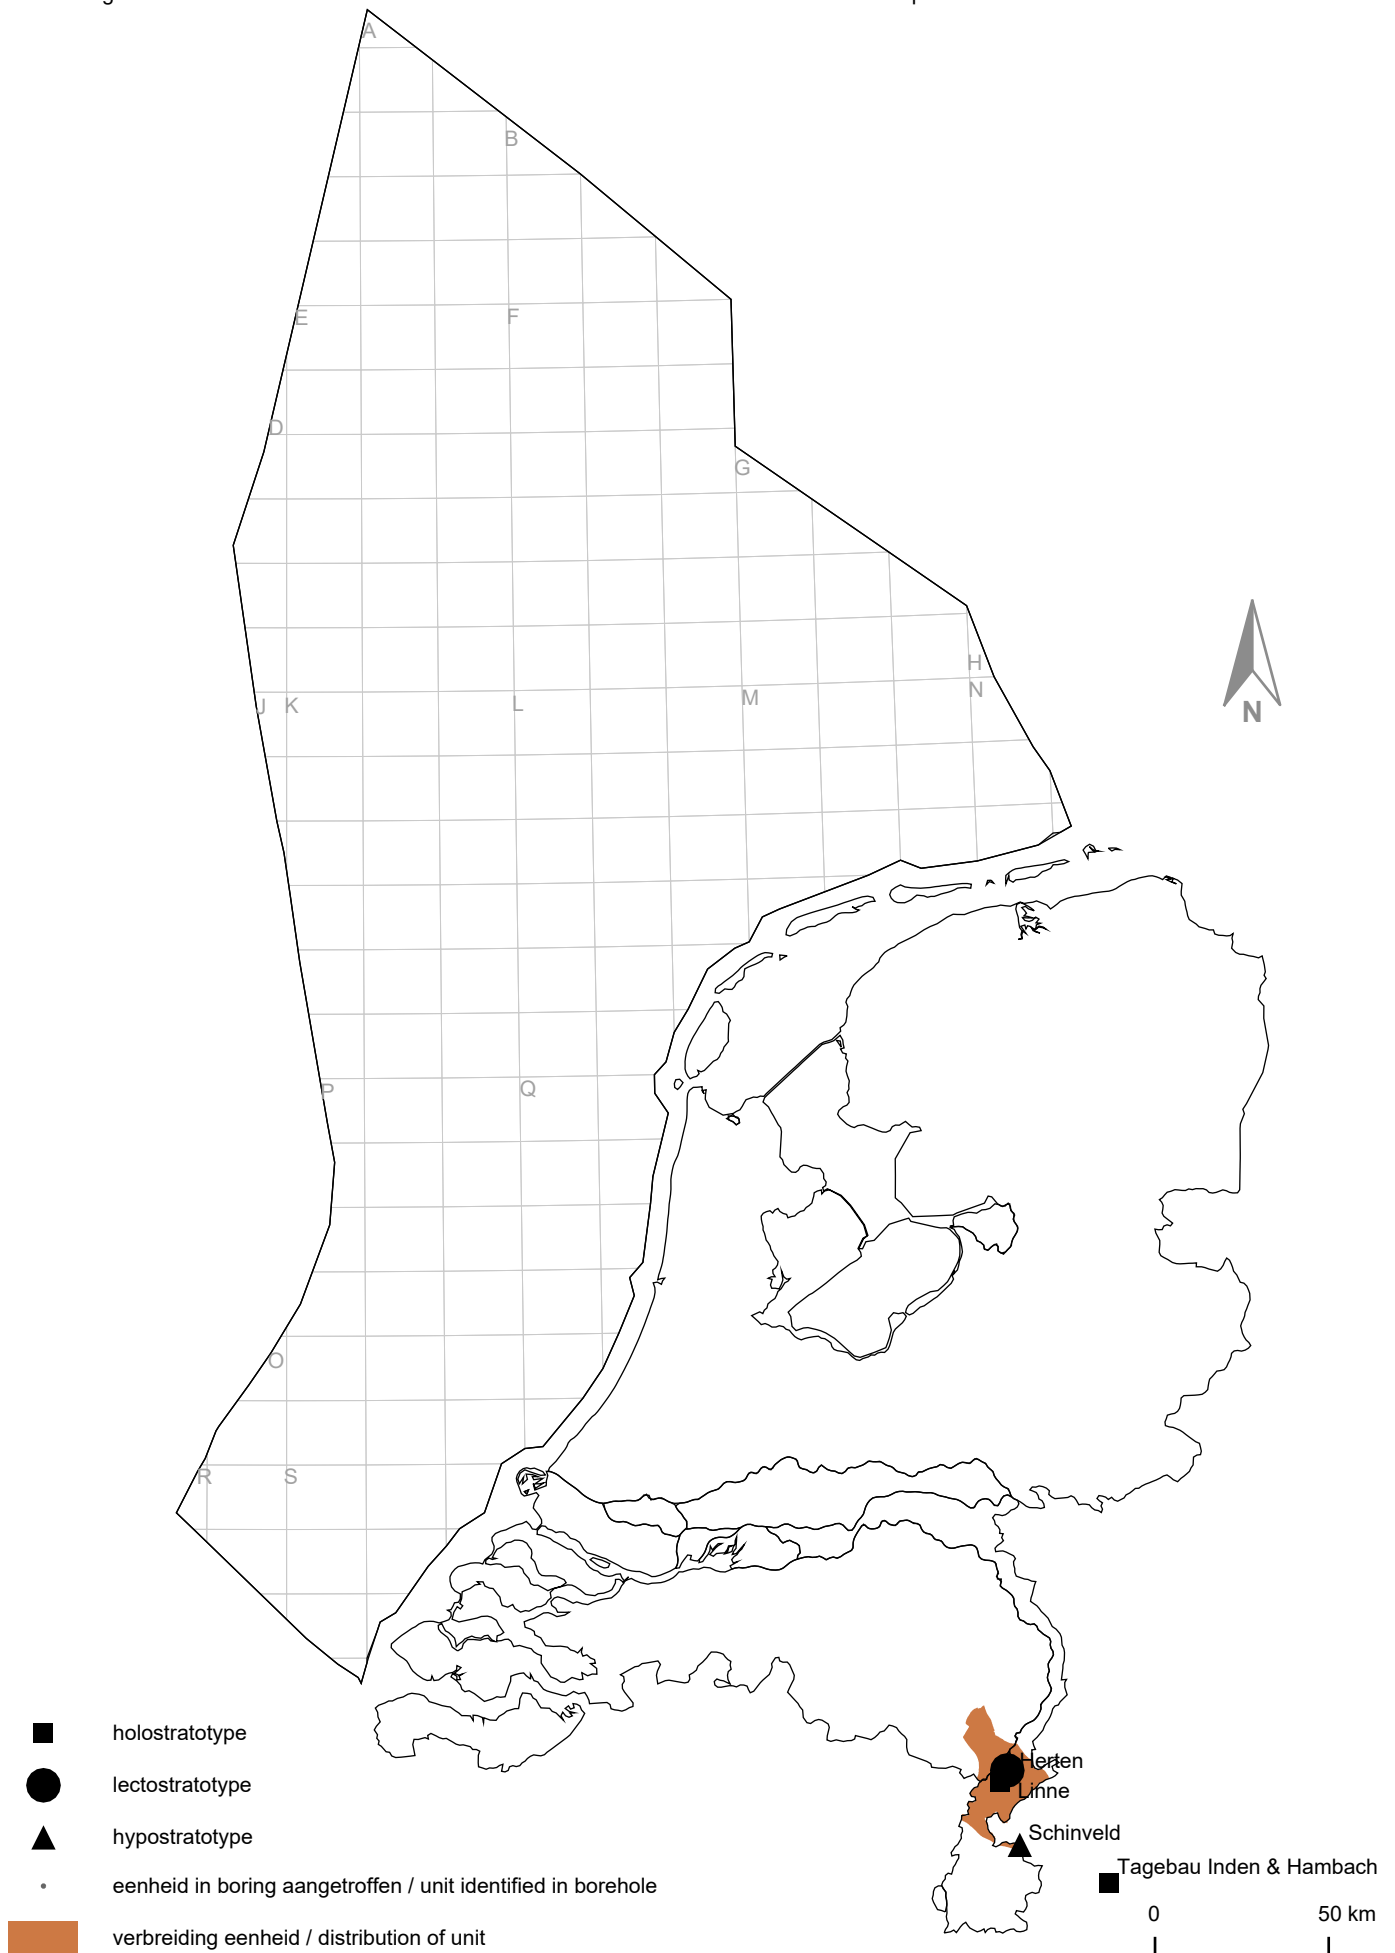 A
B
E
F
D
G
H
N
J K
L
M
N
P
Q
O
R
S
holostratotype
lectostratotype
hypostratotype
eenheid in boring aangetroffen / unit identified in borehole
verbreiding eenheid / distribution of unit
Herten
Linne
Schinveld
Tagebau Inden & Hambach
0
50 km